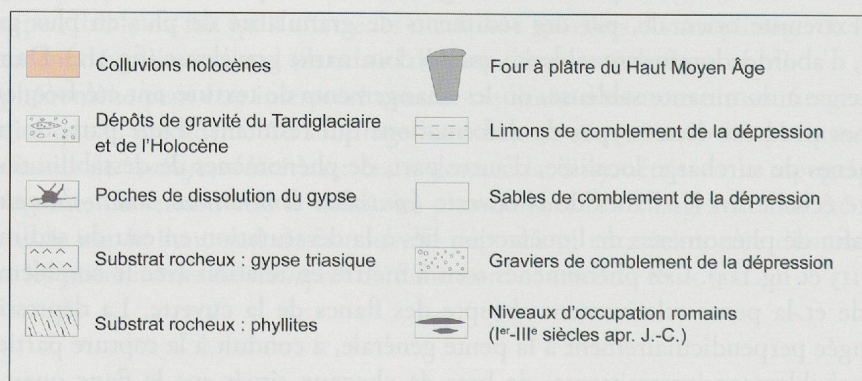 Colluvions holocènes
Dépôts de gravité du Tardiglaciaire
et de l'Holocène
Poches de dissolution du gypse
Substrat rocheux : gypse triasique
Substrat rocheux : phyllites
Four à plâtre du Haut Moyen Âge
Limons de comblement de la dépression
Sables de comblement de la dépression
Graviers de comblement de la dépression
Niveaux d'occupation romains
(Ier-IIIe siècles apr. J.-C.)